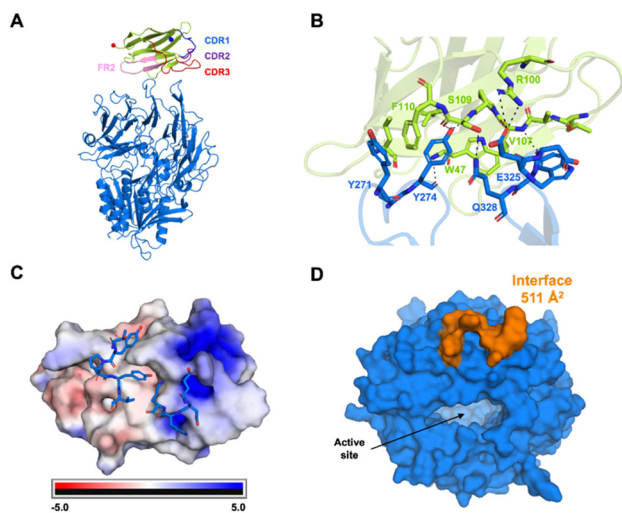 A
CDR1
CDR2
FR2
CDR3
B
R100
S109
F110
V107
Y271
W47
E325
Y274
Q328
C
-5.0
5.0
D
Interface
511 Å²
Active
site